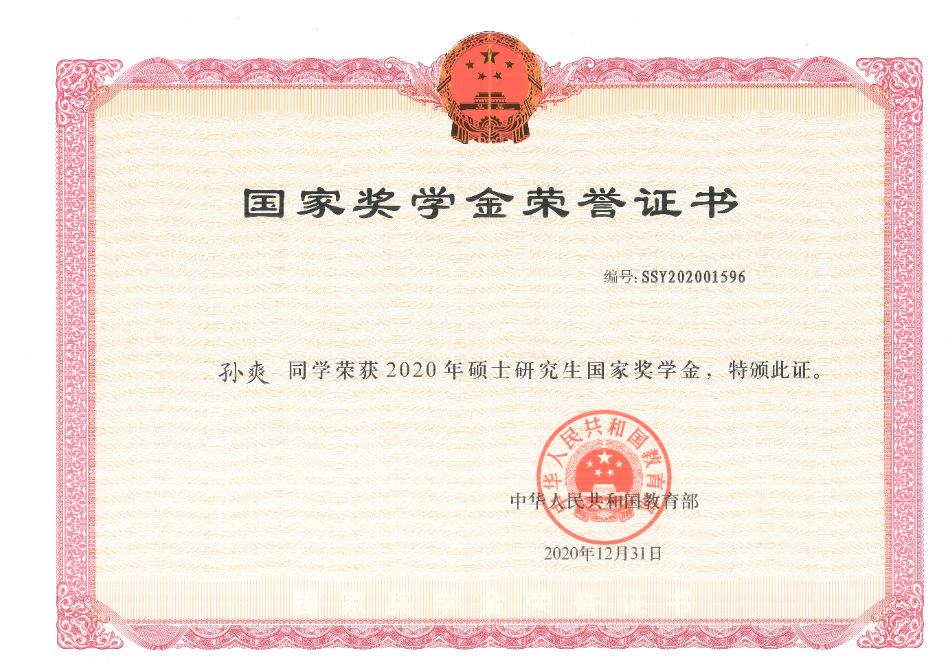 国家奖学金荣誉证书
编号:SSY202001596
孙爽 同学荣获2020年硕士研究生国家奖学金，特颁此证。
中华人民共和国教育部
中华人民共和国教育部
2020年12月31日
国家奖学金荣誉证书